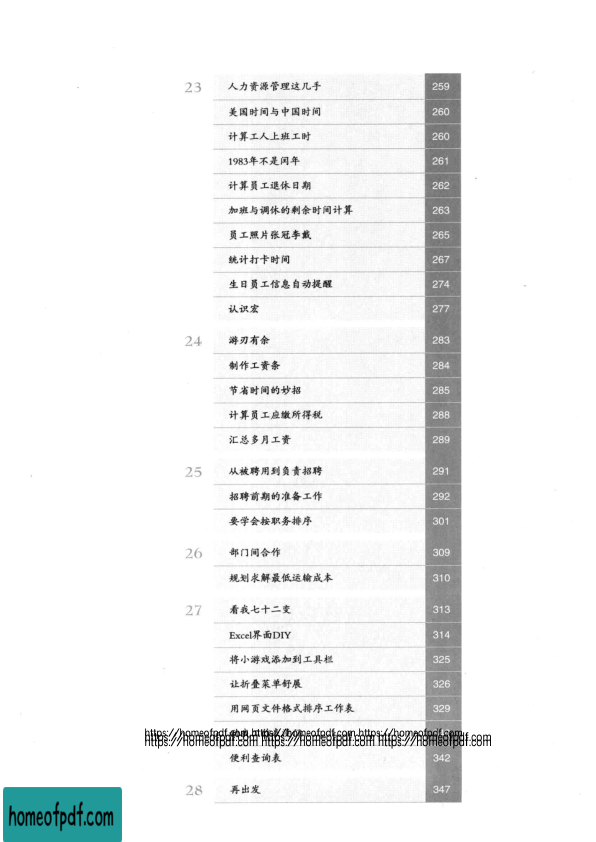 23 人力资源管理这几手 259
美国时间与中国时间 260
计算工人上班工时 260
1983年不是闰年 261
计算员工退休日期 262
加班与调休的剩余时间计算 263
员工照片张冠李戴 265
统计打卡时间 267
生日员工信息自动提醒 274
认识宏 277
24 游刃有余 283
制作工资条 284
节省时间的妙招 285
计算员工应缴所得税 288
汇总多月工资 289
25 从被聘用到负责招聘 291
招聘前期的准备工作 292
要学会按职务排序 301
26 部门间合作 309
规划求解最低运输成本 310
27 看我七十二变 313
Excel界面DIY 314
将小游戏添加到工具栏 325
让折叠菜单舒展 326
用网页文件格式排序工作表 329
https://homeofpdf.com https://homeofpdf.com https://homeofpdf.com
https://homeofpdf.com https://homeofpdf.com https://homeofpdf.com
便利查询表 342
28 再出发 347
homeofpdf.com